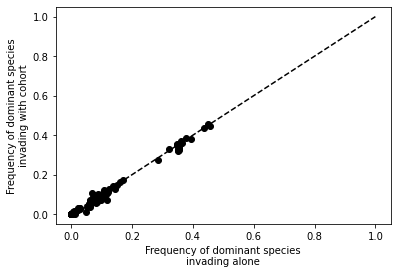 1.0
0.8
0.6
0.4
0.2
0.0
Frequency of dominant species
invading with cohort
0.0 0.2 0.4 0.6 0.8 1.0
Frequency of dominant species
invading alone